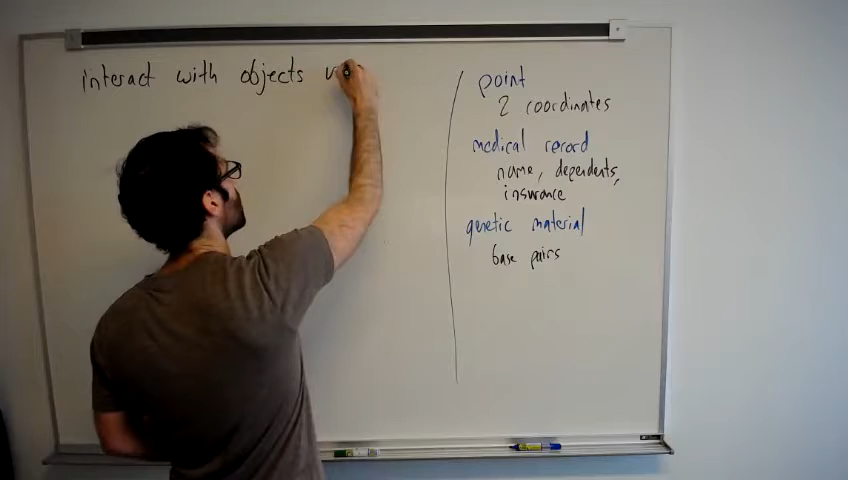 interact with objects v
point
2 coordinates
medical record
name, dependents,
insurance
genetic material
base pairs